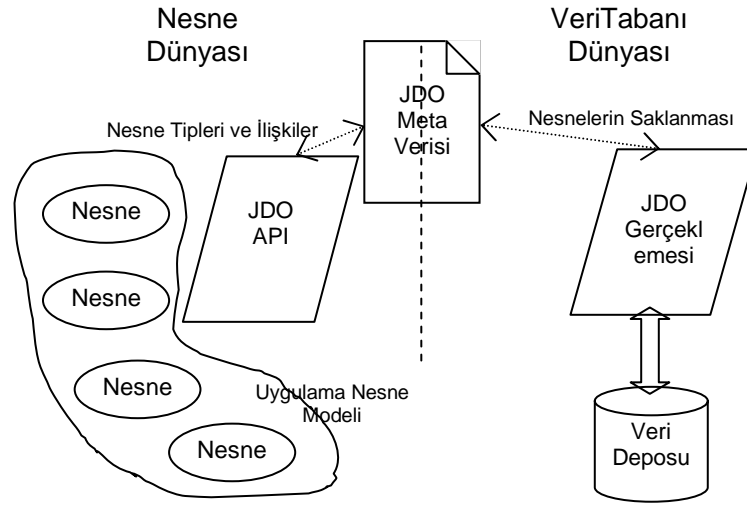 Nesne
Dünyası
VeriTabanı
Dünyası
JDO
Meta
Verisi
Nesne Tipleri ve İlişkiler
Nesnelerin Saklanması
Nesne
JDO
API
JDO
Gerçekl
emesi
Nesne
Nesne
Uygulama Nesne
Modeli
Nesne
Veri
Deposu